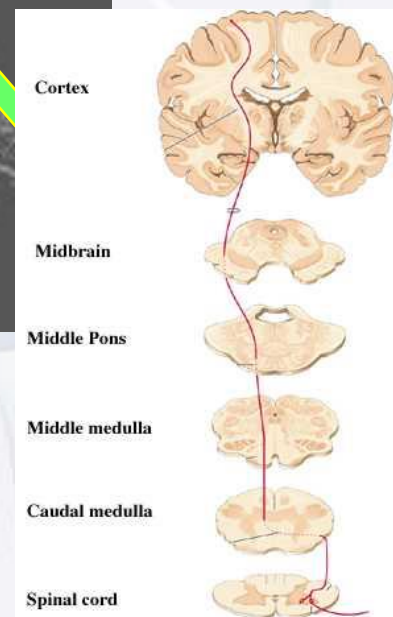 Cortex
Midbrain
Middle Pons
Middle medulla
Caudal medulla
Spinal cord